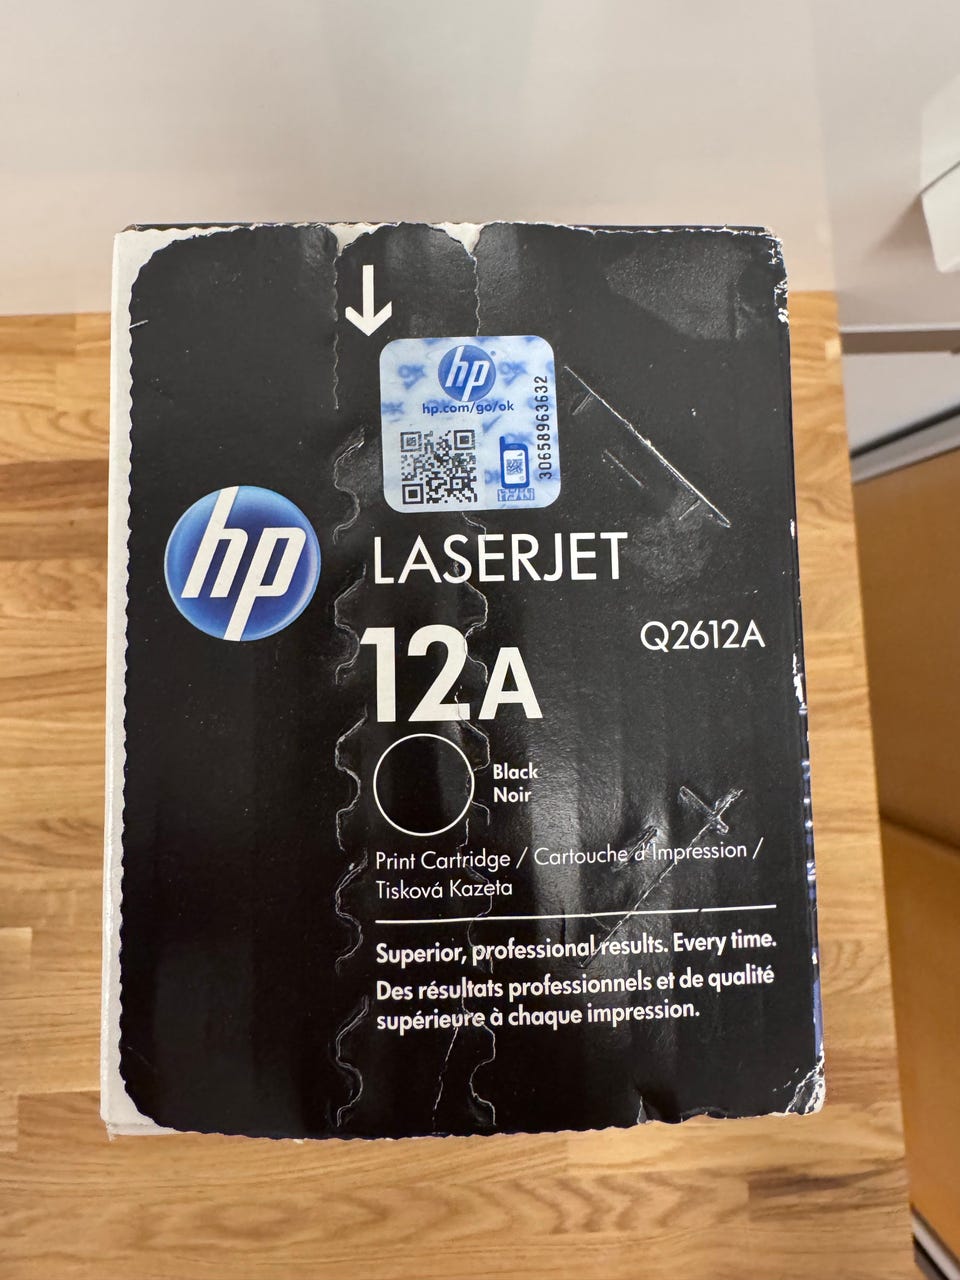 hp
hp.com/go/ok
30658963632
hp
LASERJET
12A
Q2612A
Black
Noir
Print Cartridge / Cartouche d'Impression /
Tisková Kazeta
Superior, professional results. Every time.
Des résultats professionnels et de qualité
supérieure à chaque impression.